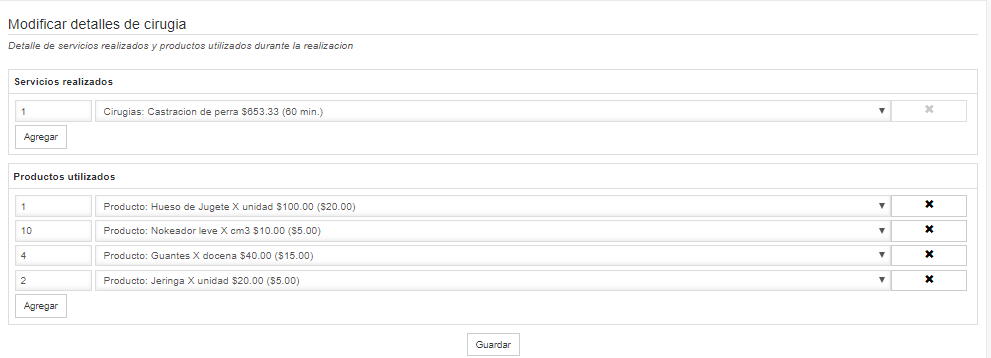 Modificar detalles de cirugia
Detalle de servicios realizados y productos utilizados durante la realizacion
Servicios realizados
1 Cirugias: Castracion de perra $653.33 (60 min.)
Agregar
Productos utilizados
1 Producto: Hueso de Jugete X unidad $100.00 ($20.00)
10 Producto: Nokeador leve X cm3 $10.00 ($5.00)
4 Producto: Guantes X docena $40.00 ($15.00)
2 Producto: Jeringa X unidad $20.00 ($5.00)
Agregar
Guardar